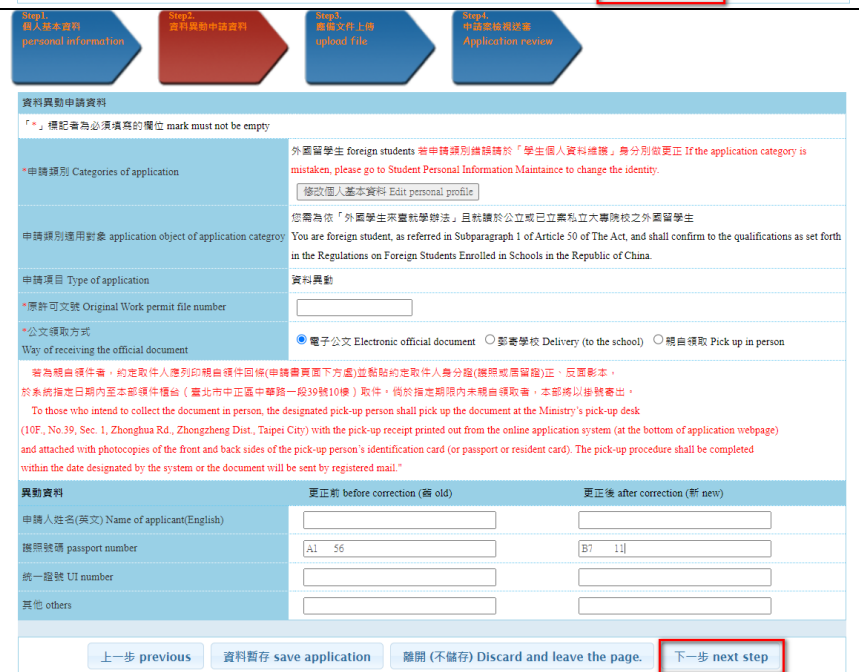 Step1.
個人基本資料
personal information
Step2.
資料異動申請資料
Step3.
應備文件上傳
upload file
Step4.
申請案檢視送審
Application review
資料異動申請資料
「*」標記者為必須填寫的欄位 mark must not be empty
*申請類別 Categories of application
外國留學生 foreign students 若申請類別錯誤請於「學生個人資料維護」身分別做更正 If the application category is
mistaken, please go to Student Personal Information Maintaince to change the identity.
修改個人基本資料 Edit personal profile
申請類別適用對象 application object of application categroy
您需為依「外國學生來臺就學辦法」且就讀於公立或已立案私立大專院校之外國留學生
You are foreign student, as referred in Subparagraph 1 of Article 50 of The Act, and shall confirm to the qualifications as set forth
in the Regulations on Foreign Students Enrolled in Schools in the Republic of China.
申請項目 Type of application
資料異動
*原許可文號 Original Work permit file number
*公文領取方式
Way of receiving the official document
電子公文 Electronic official document 郵寄學校 Delivery (to the school) 親自領取 Pick up in person
若為親自領件者，約定取件人應列印親自領件回條(申請書頁面下方處)並黏貼約定取件人身分證(護照或居留證)正、反面影本，
於系統指定日期內至本部領件櫃台（臺北市中正區中華路一段39號10樓）取件。倘於指定期限內未親自領取者，本部將以掛號寄出。
To those who intend to collect the document in person, the designated pick-up person shall pick up the document at the Ministry's pick-up desk
(10F., No.39, Sec. 1, Zhonghua Rd., Zhongzheng Dist., Taipei City) with the pick-up receipt printed out from the online application system (at the bottom of application webpage)
and attached with photocopies of the front and back sides of the pick-up person's identification card (or passport or resident card). The pick-up procedure shall be completed
within the date designated by the system or the document will be sent by registered mail."
異動資料
更正前 before correction (舊 old)
更正後 after correction (新 new)
申請人姓名(英文) Name of applicant(English)
護照號碼 passport number
A1 56
B7 11
統一證號 UI number
其他 others
上一步 previous
資料暫存 save application
離開 (不儲存) Discard and leave the page.
下一步 next step